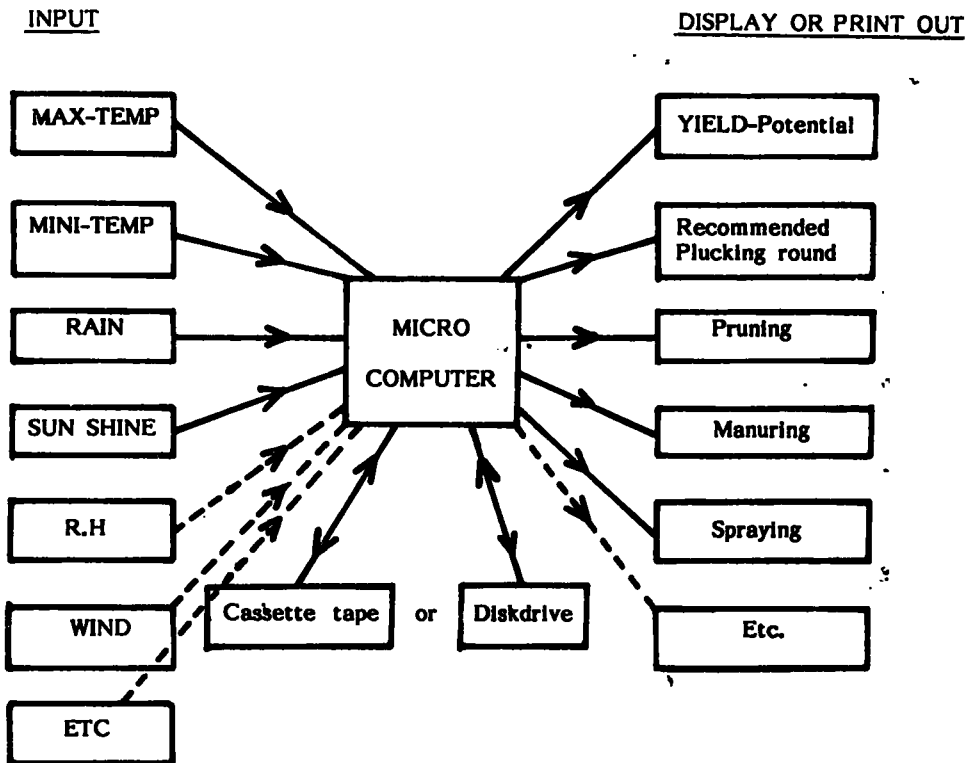 INPUT
DISPLAY OR PRINT OUT
MAX-TEMP
MINI-TEMP
RAIN
SUN SHINE
R.H
WIND
ETC
MICRO
COMPUTER
Cassette tape or Diskdrive
YIELD-Potential
Recommended
Plucking round
Pruning
Manuring
Spraying
Etc.